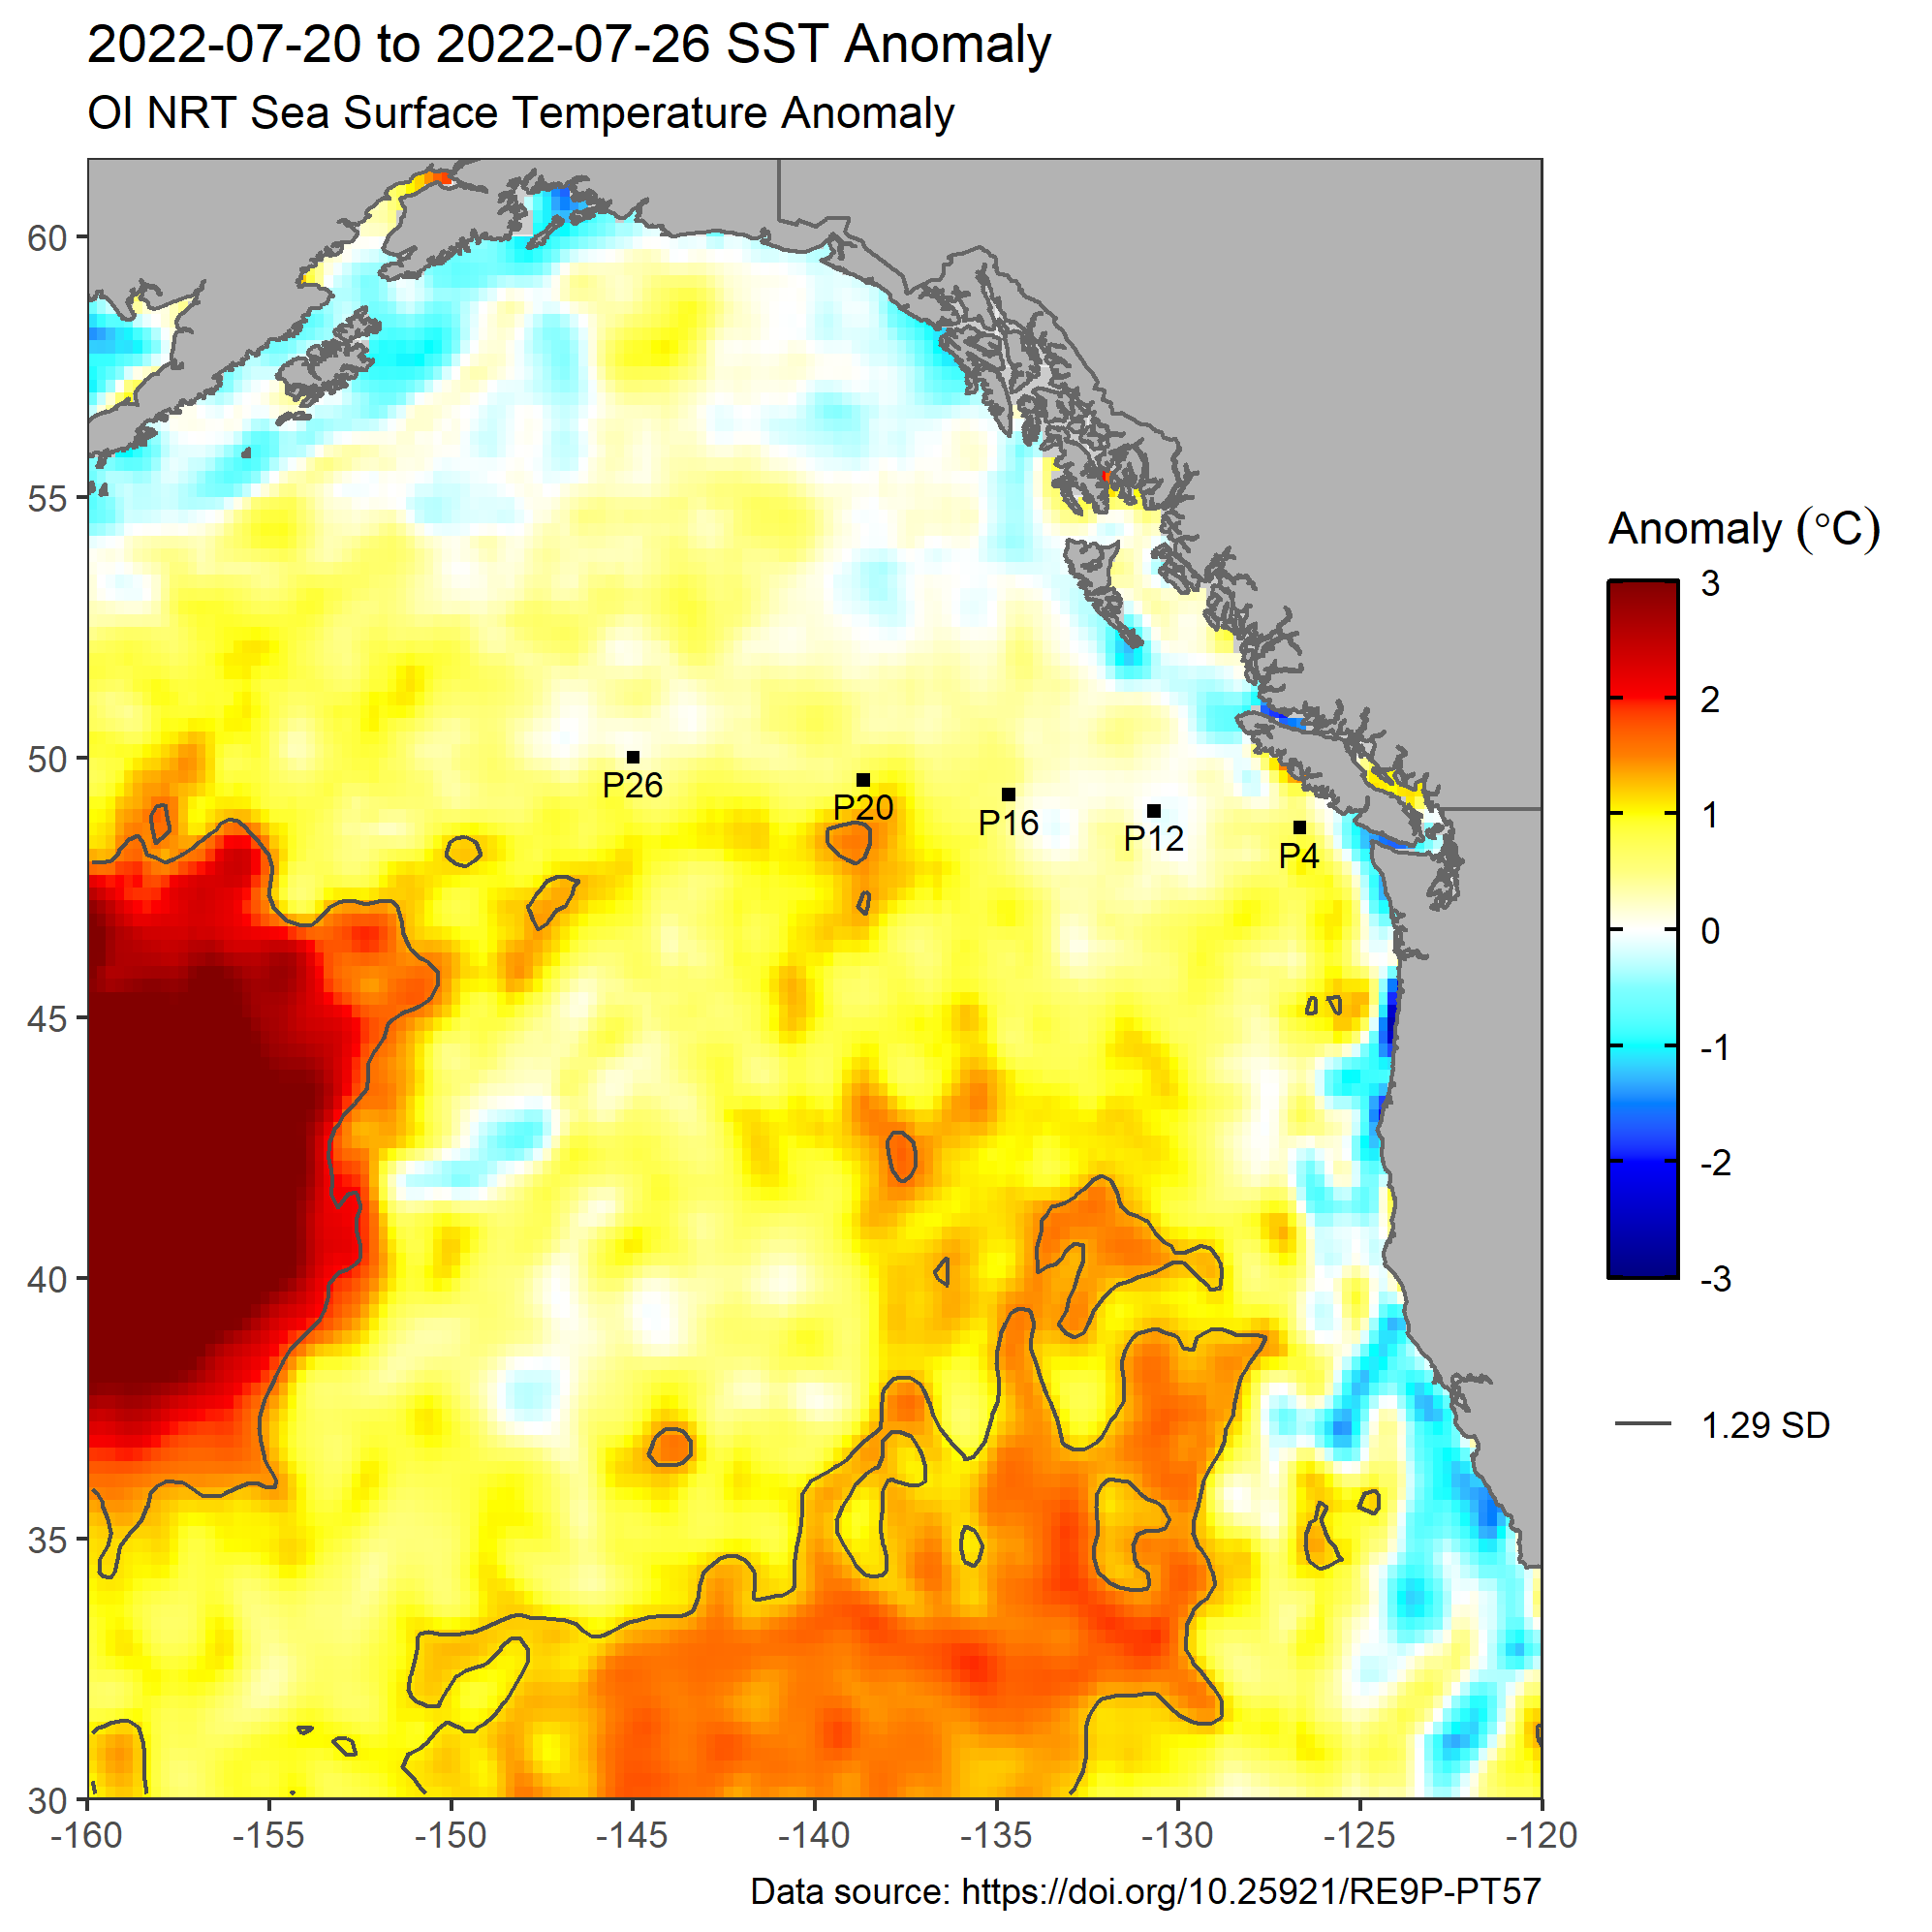 2022-07-20 to 2022-07-26 SST Anomaly
OI NRT Sea Surface Temperature Anomaly
60
55
50
45
40
35
30
-160
-155
-150
-145
-140
-135
-130
-125
-120
P26
P20
P16
P12
P4
Anomaly (°C)
3
2
1
0
-1
-2
-3
1.29 SD
Data source: https://doi.org/10.25921/RE9P-PT57